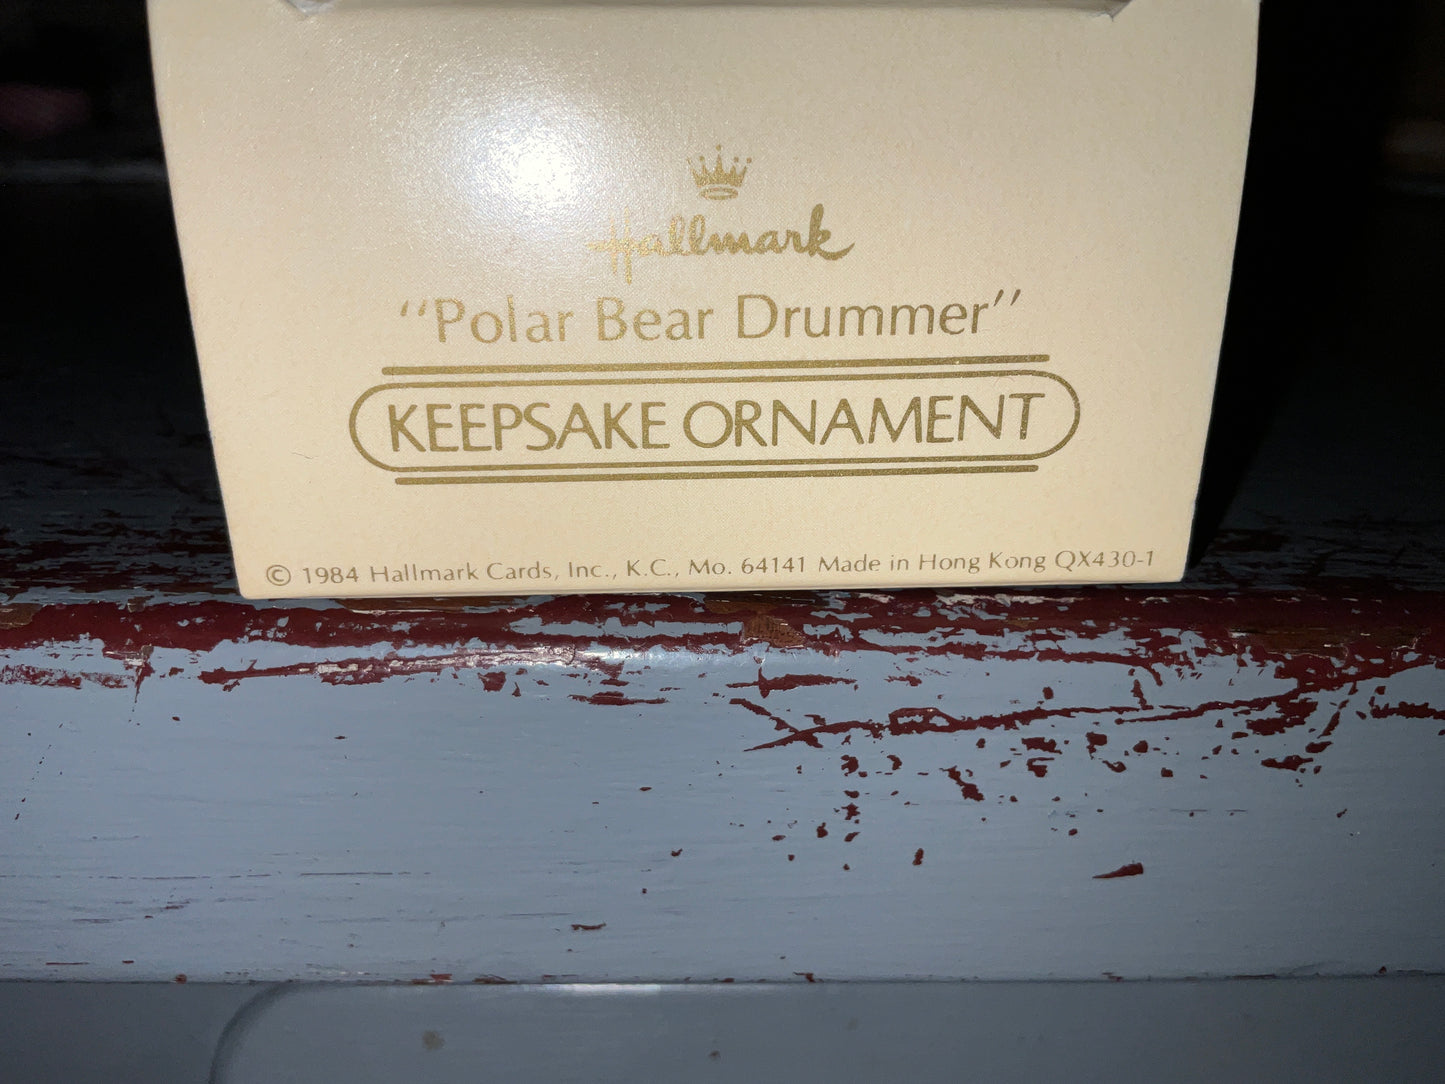 Hallmark
"Polar Bear Drummer"
KEEPSAKE ORNAMENT
© 1984 Hallmark Cards, Inc., K.C., Mo. 64141 Made in Hong Kong QX430-1